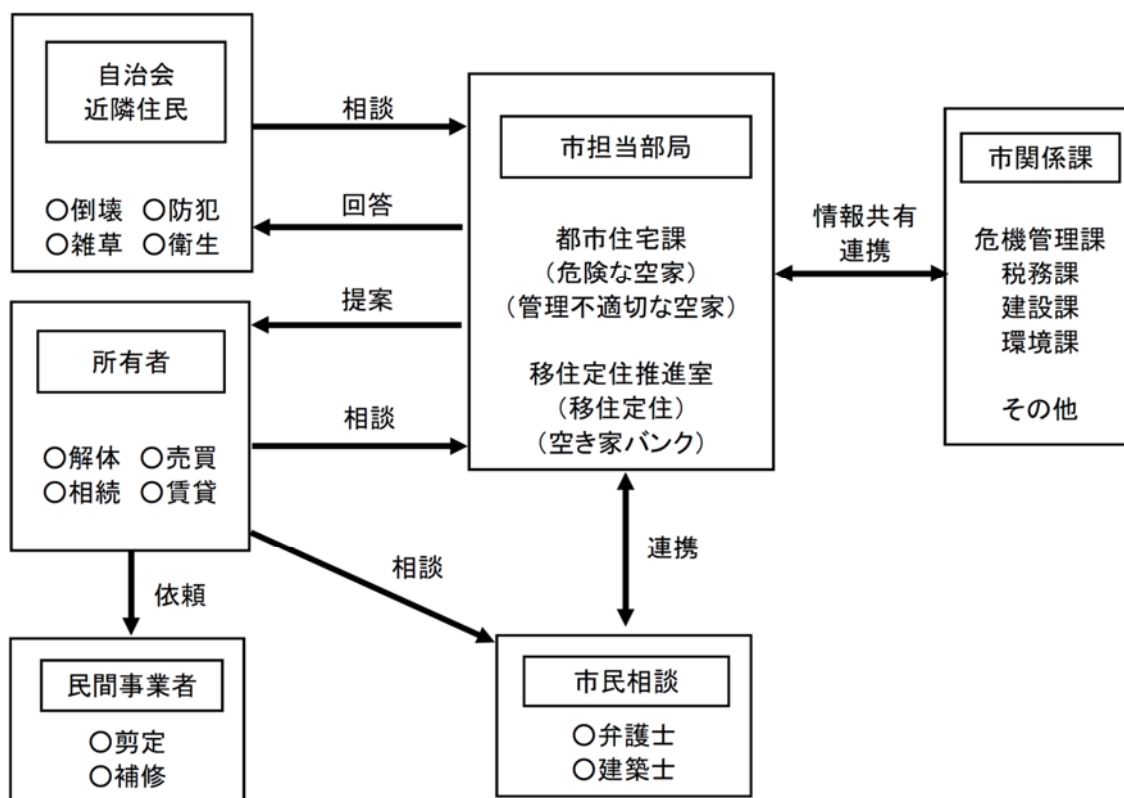 自治会
近隣住民
○倒壊 ○防犯
○雑草 ○衛生
相談
回答
提案
相談
所有者
○解体 ○売買
○相続 ○賃貸
市担当部局
都市住宅課
(危険な空家)
(管理不適切な空家)
移住定住推進室
(移住定住)
(空き家バンク)
情報共有
連携
市関係課
危機管理課
税務課
建設課
環境課
その他
依頼
相談
連携
民間事業者
○剪定
○補修
市民相談
○弁護士
○建築士